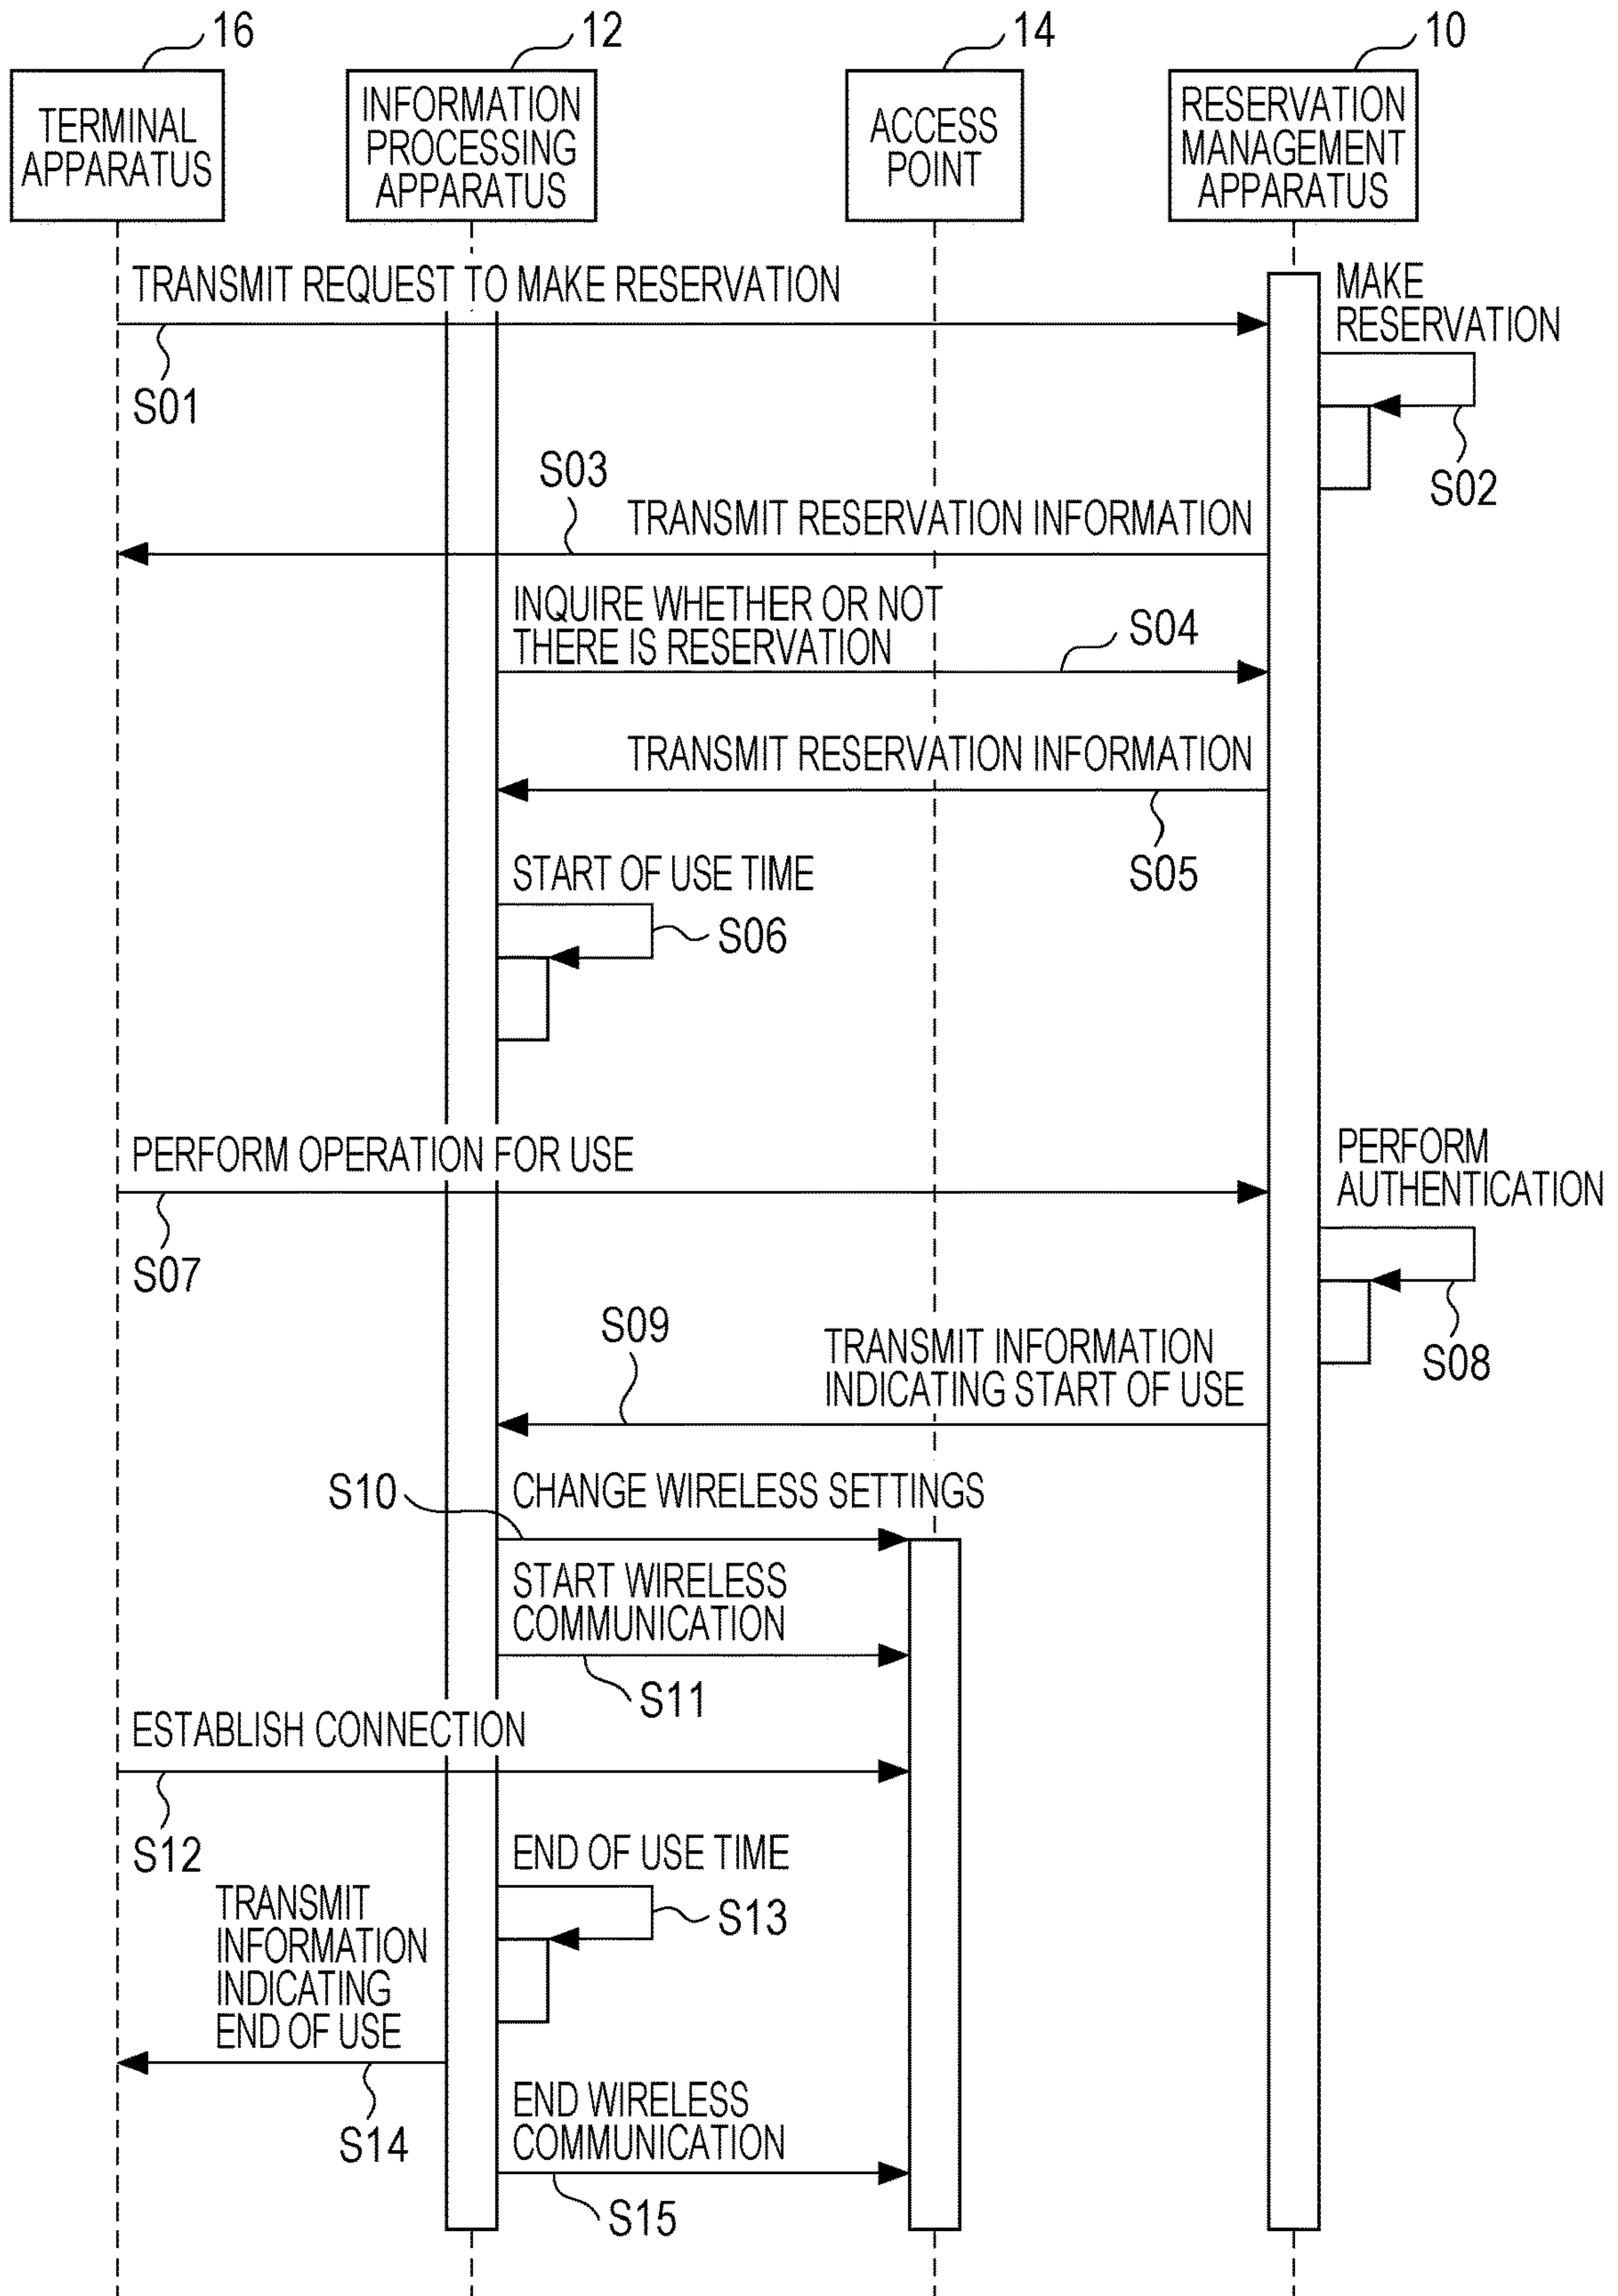 16
12
14
10
TERMINAL
APPARATUS
INFORMATION
PROCESSING
APPARATUS
ACCESS
POINT
RESERVATION
MANAGEMENT
APPARATUS
TRANSMIT REQUEST TO MAKE RESERVATION
MAKE
RESERVATION
S01
S02
S03
TRANSMIT RESERVATION INFORMATION
INQUIRE WHETHER OR NOT
THERE IS RESERVATION
S04
TRANSMIT RESERVATION INFORMATION
S05
START OF USE TIME
S06
PERFORM OPERATION FOR USE
PERFORM
AUTHENTICATION
S07
S08
S09
TRANSMIT INFORMATION
INDICATING START OF USE
S10
CHANGE WIRELESS SETTINGS
START WIRELESS
COMMUNICATION
S11
ESTABLISH CONNECTION
S12
END OF USE TIME
S13
TRANSMIT
INFORMATION
INDICATING
END OF USE
S14
END WIRELESS
COMMUNICATION
S15